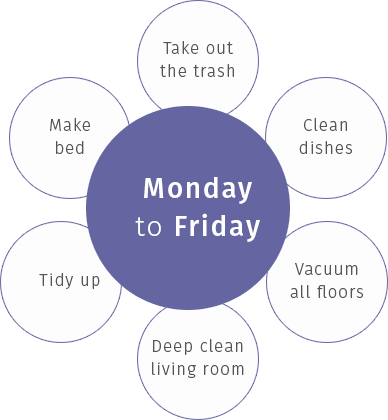 Take out
the trash
Make
bed
Clean
dishes
Monday
to Friday
Tidy up
Vacuum
all floors
Deep clean
living room